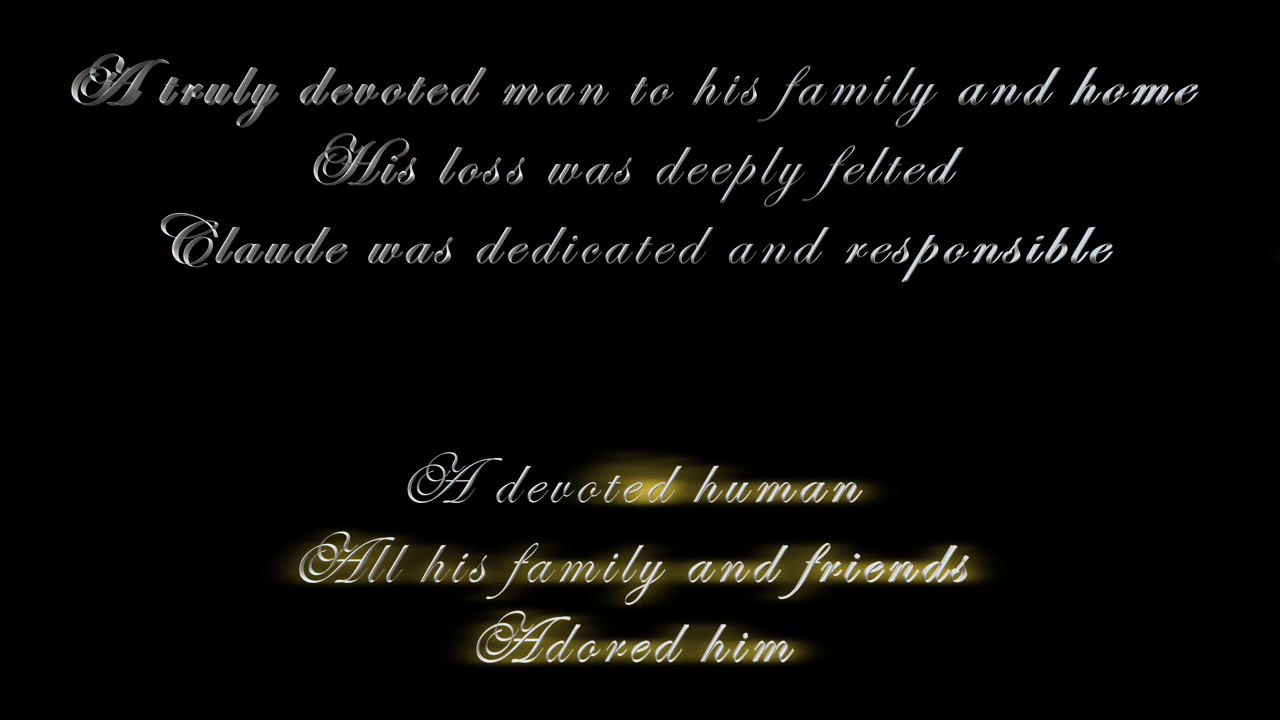 A truly devoted man to his family and home
His loss was deeply felted
Claude was dedicated and responsible
A devoted human
All his family and friends
Adored him